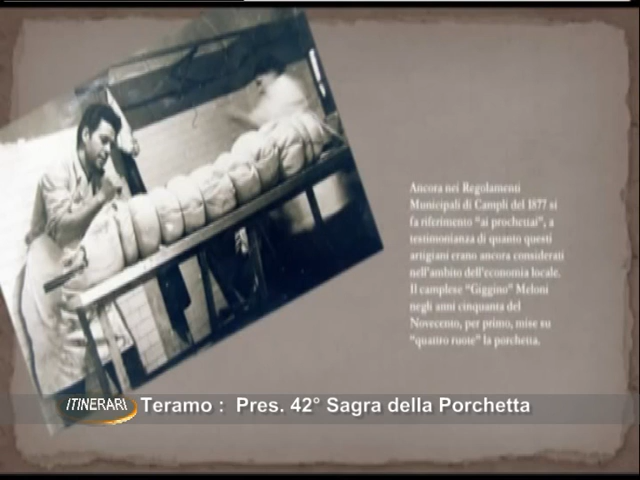 Ancora nei Regolamenti
Municipali di Campli del 1877 si
fa riferimento "ai prochettai", a
testimonianza di quanto questi
artigiani erano ancora considerati
nell'ambito dell'economia locale.
Il camplese "Giggino" Meloni
negli anni cinquanta del
Novecento, per primo, mise su
"quattro ruote" la porchetta.
ITINERARI Teramo : Pres. 42° Sagra della Porchetta